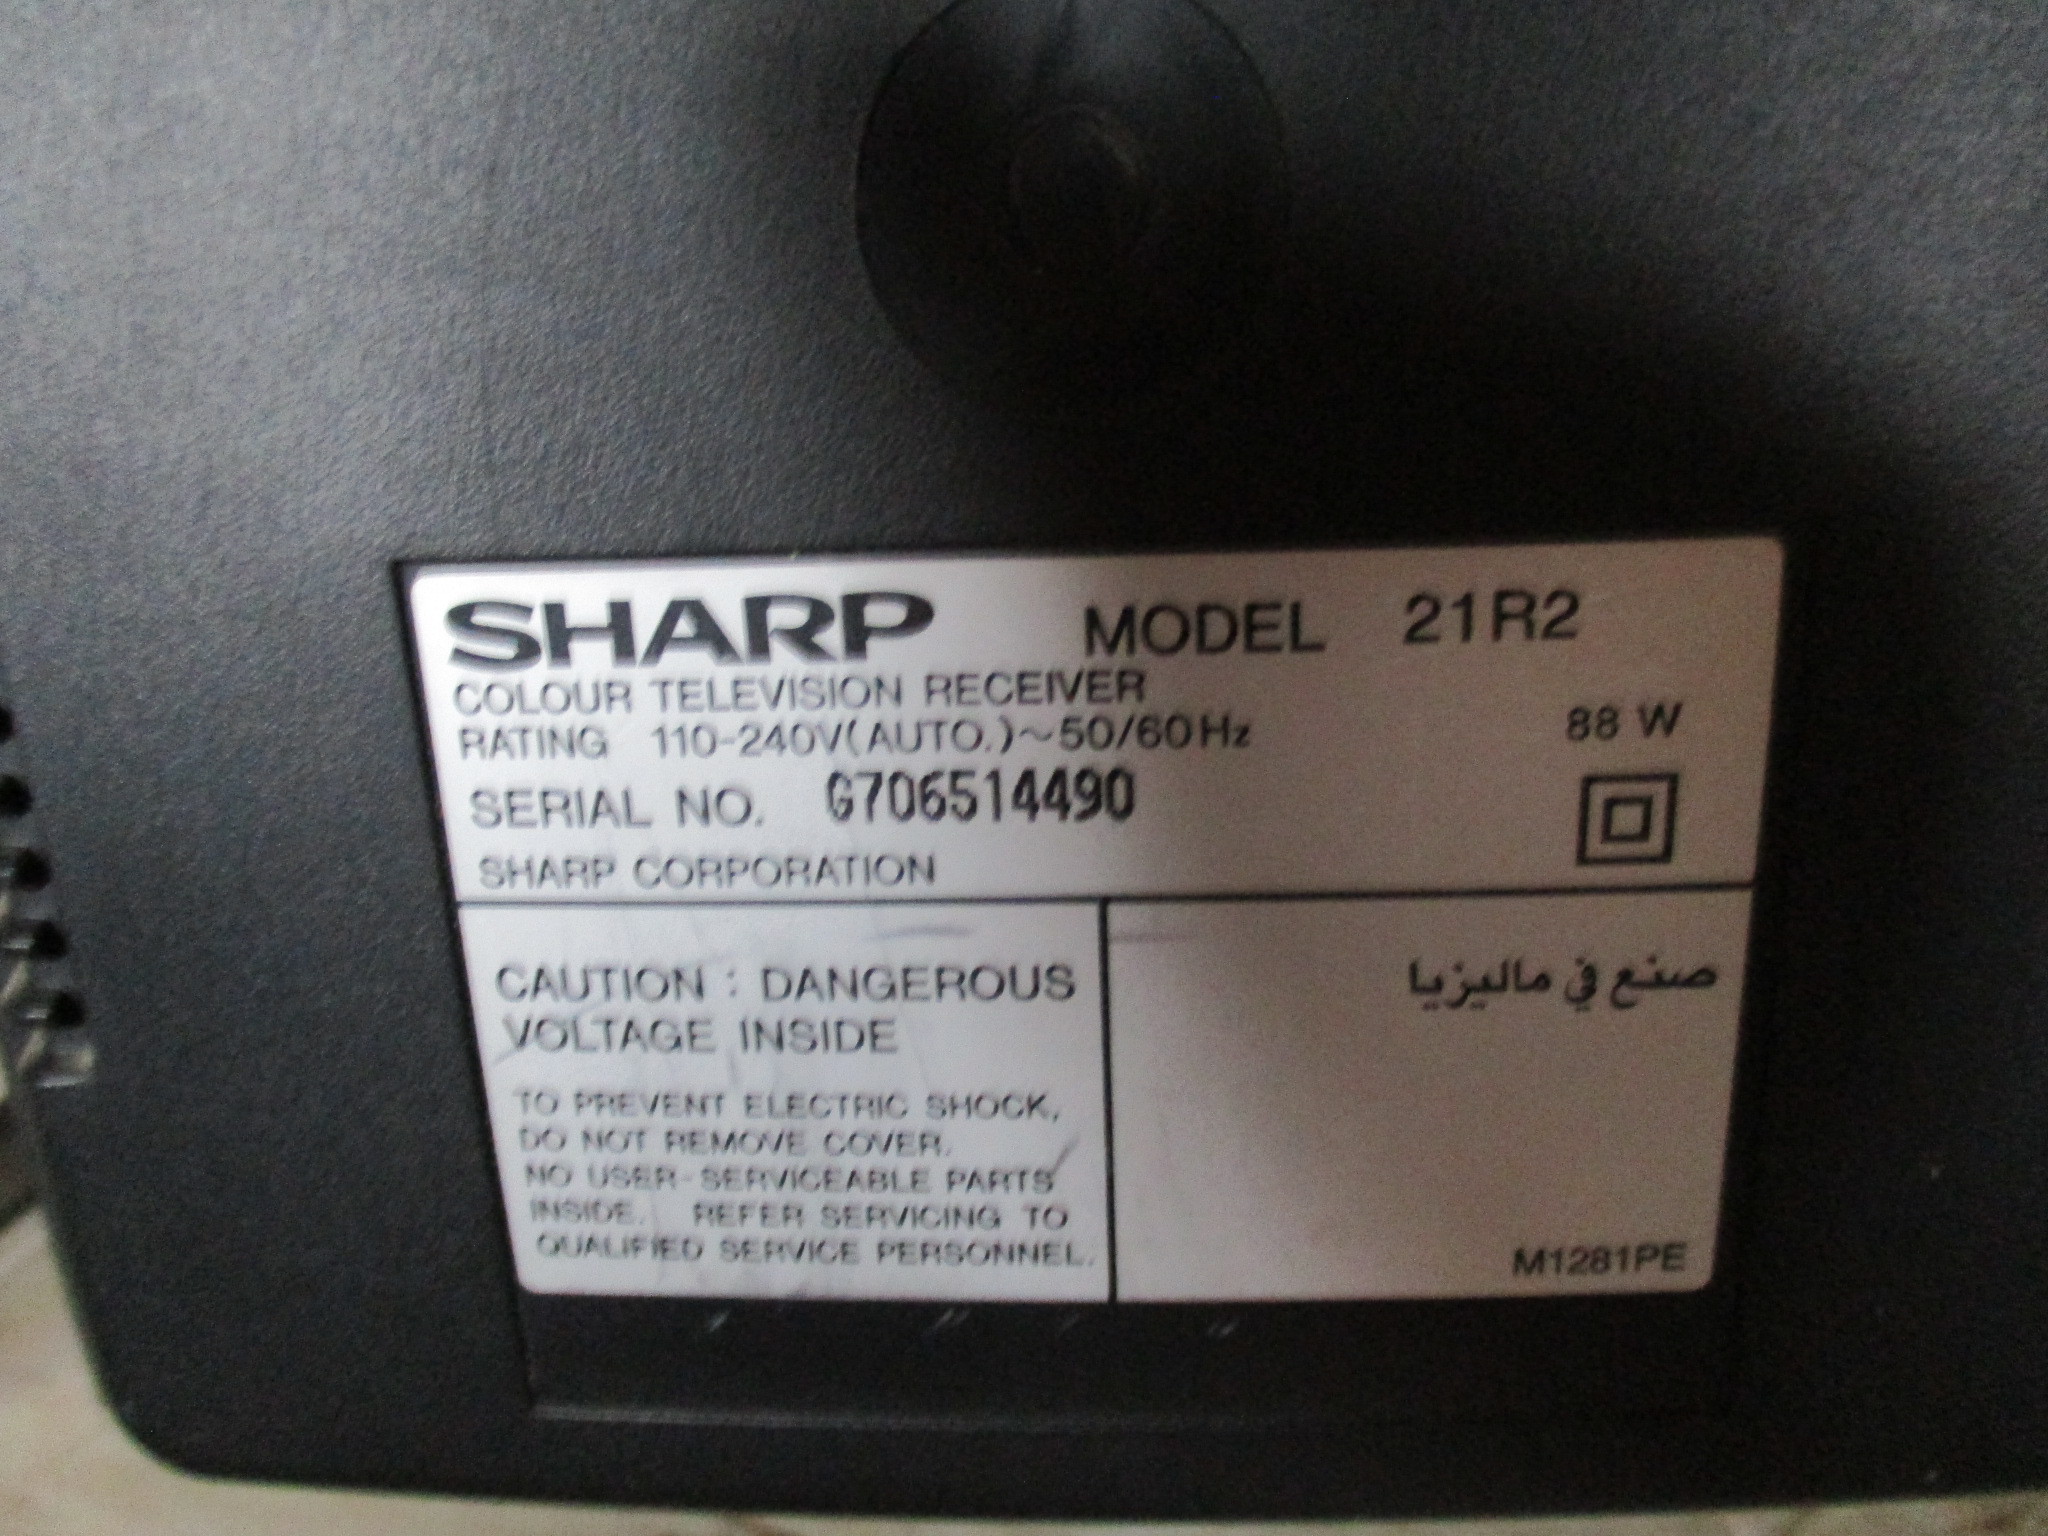 SHARP MODEL 21R2
COLOUR TELEVISION RECEIVER
RATING 110-240V(AUTO.)~50/60Hz 88 W
SERIAL NO. G706514490
SHARP CORPORATION
CAUTION : DANGEROUS
VOLTAGE INSIDE
TO PREVENT ELECTRIC SHOCK,
DO NOT REMOVE COVER.
NO USER-SERVICEABLE PARTS
INSIDE. REFER SERVICING TO
QUALIFIED SERVICE PERSONNEL.
صنع في ماليزيا
M1281PE